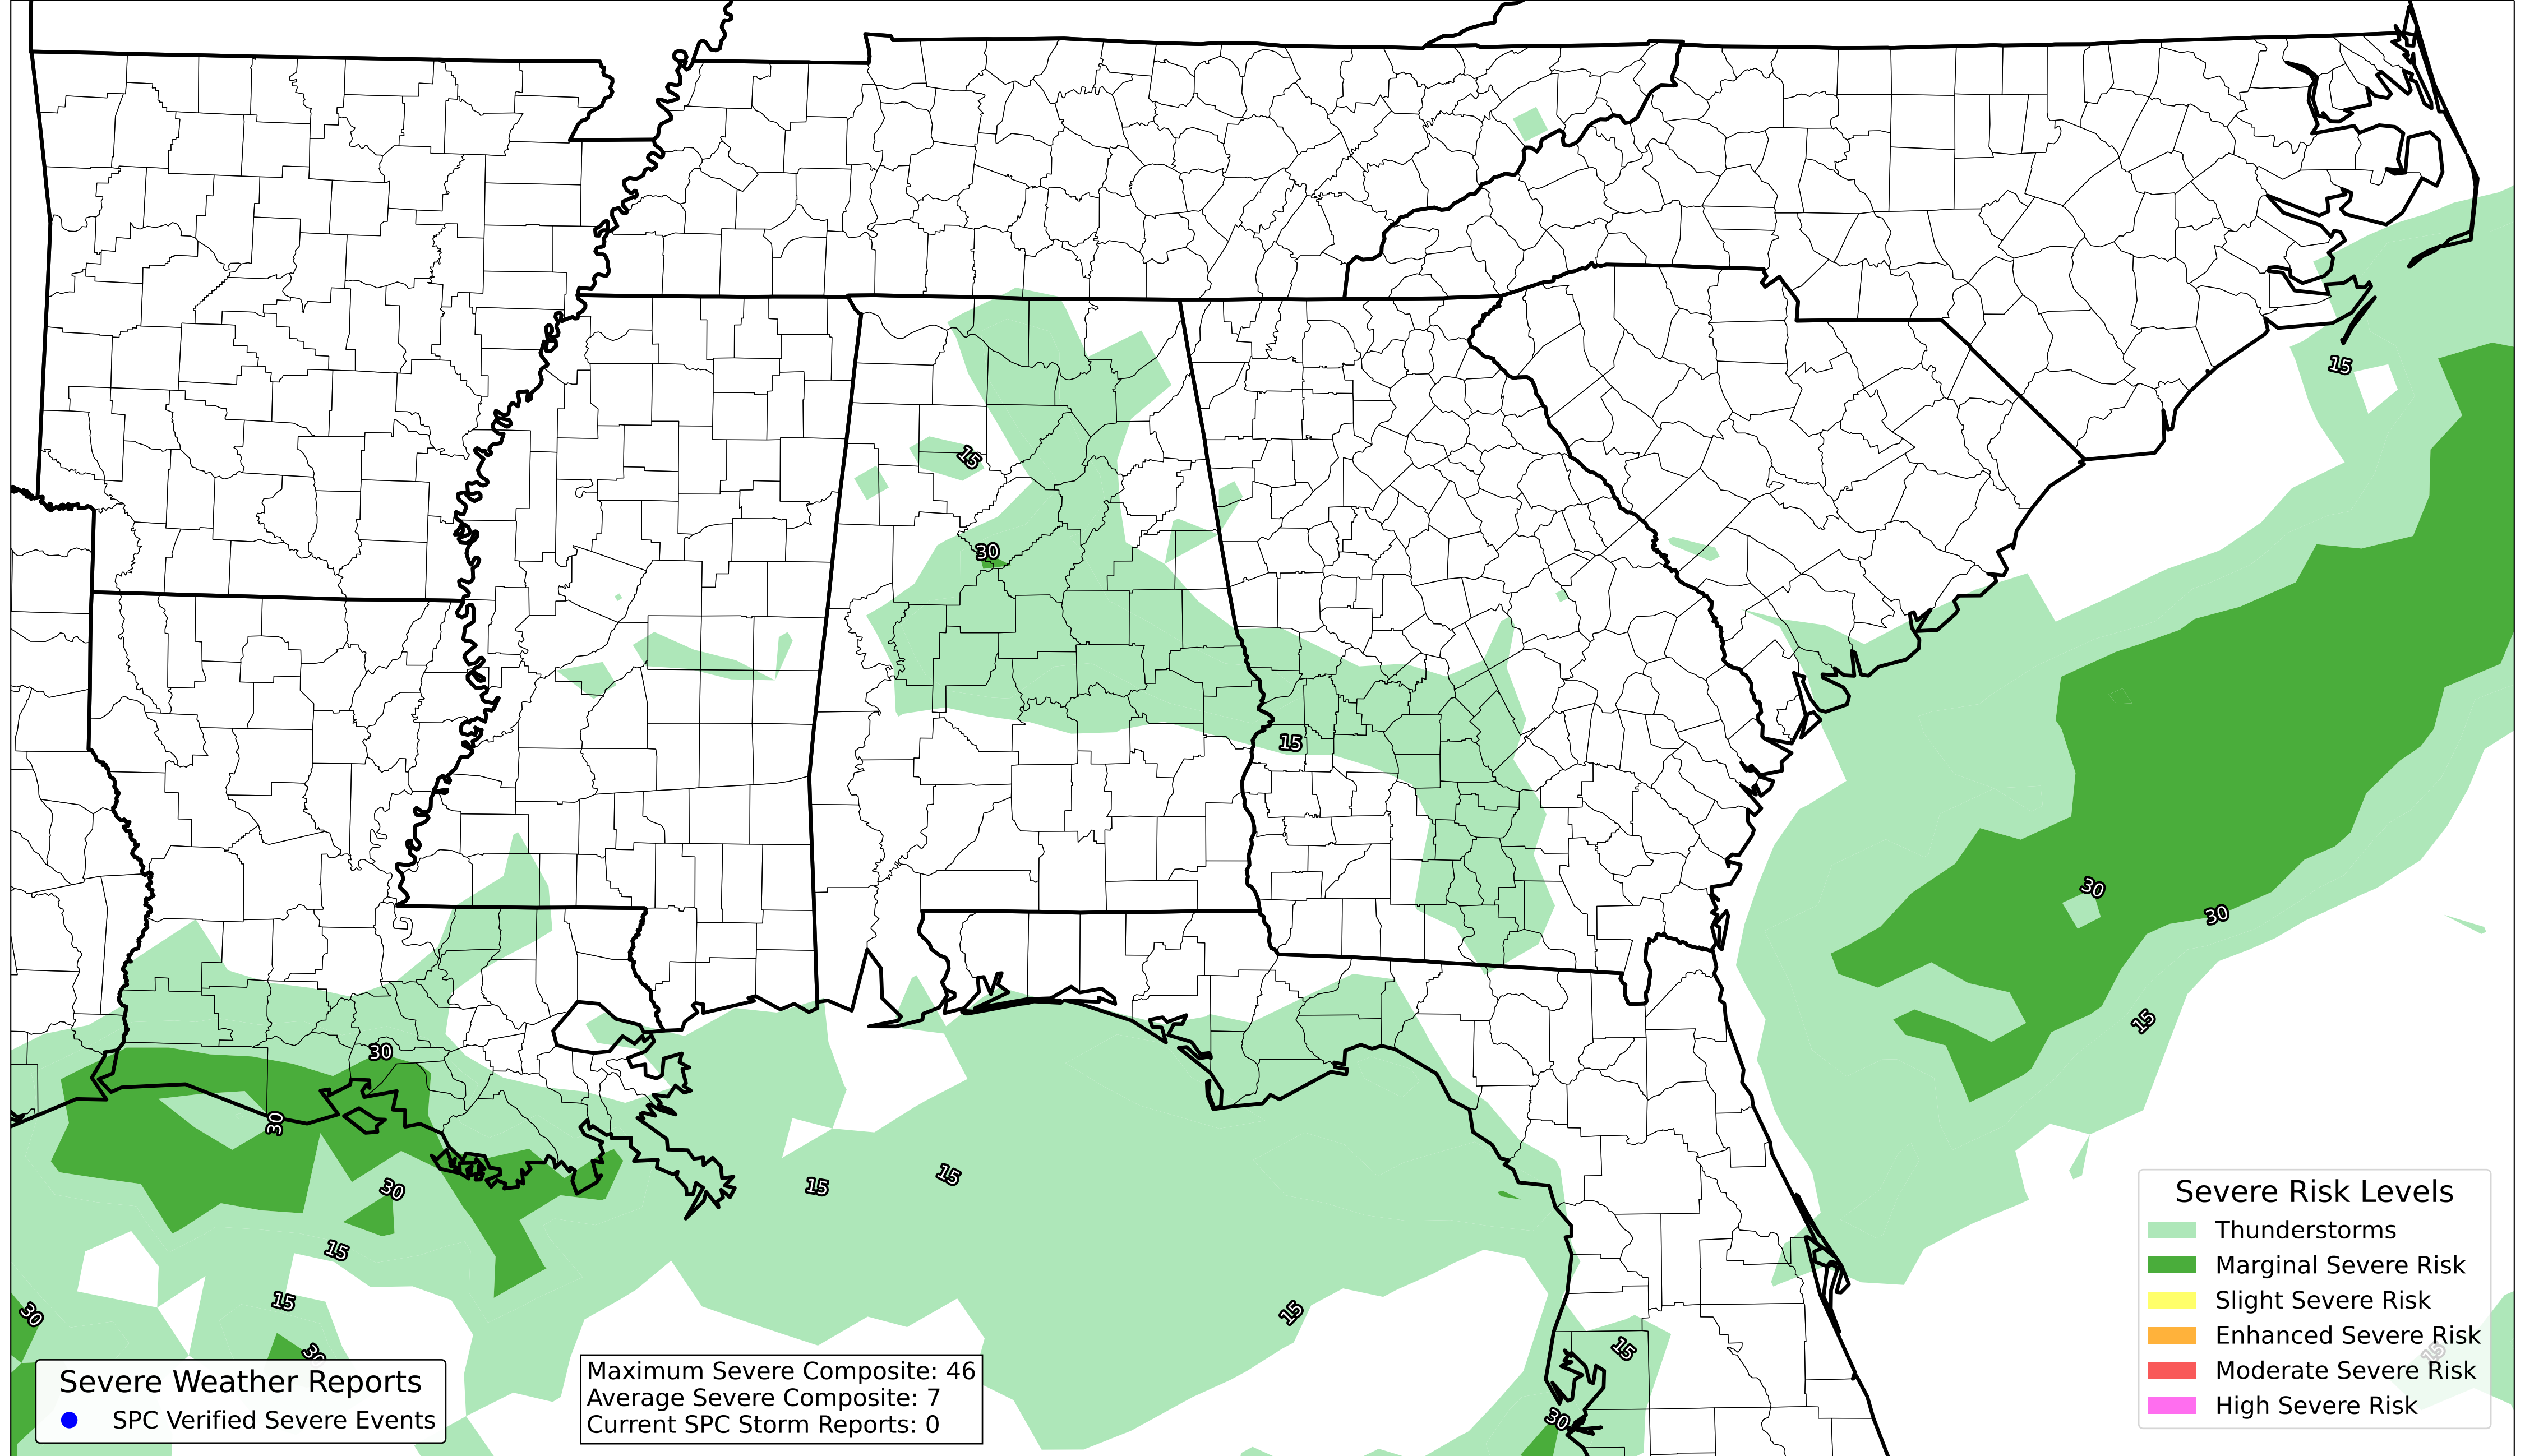 15
15
30
15
30
30
15
30
30
30
15
15
15
15
30
15
15
30
15
30
15
Severe Weather Reports
SPC Verified Severe Events
Maximum Severe Composite: 46
Average Severe Composite: 7
Current SPC Storm Reports: 0
Severe Risk Levels
Thunderstorms
Marginal Severe Risk
Slight Severe Risk
Enhanced Severe Risk
Moderate Severe Risk
High Severe Risk